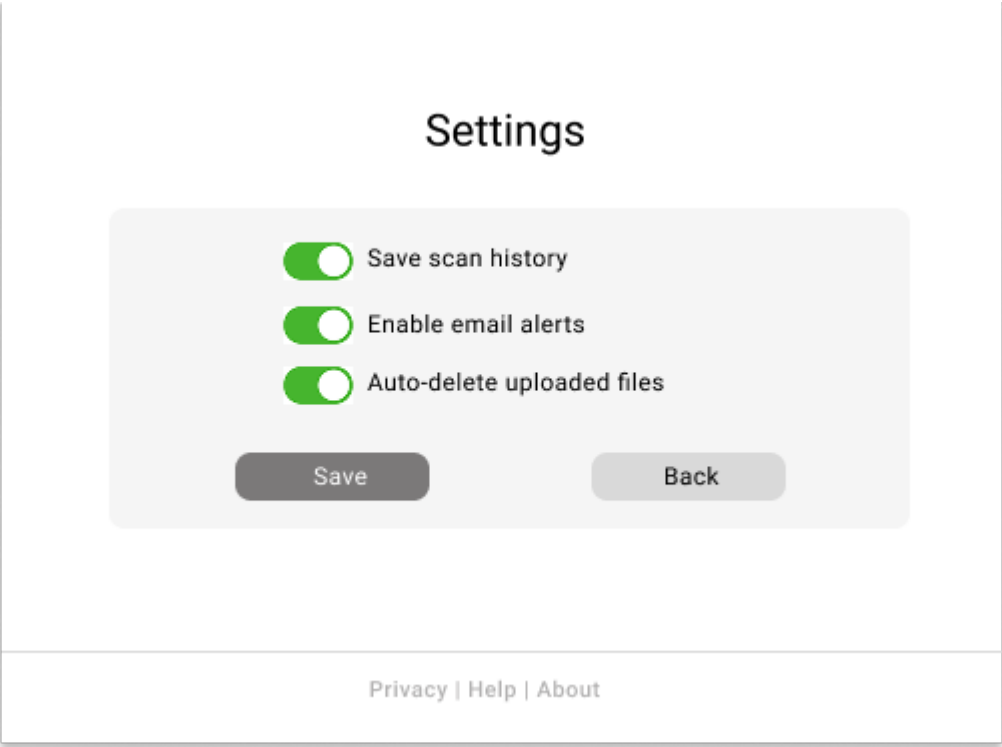 Settings
Save scan history
Enable email alerts
Auto-delete uploaded files
Save Back
Privacy | Help | About